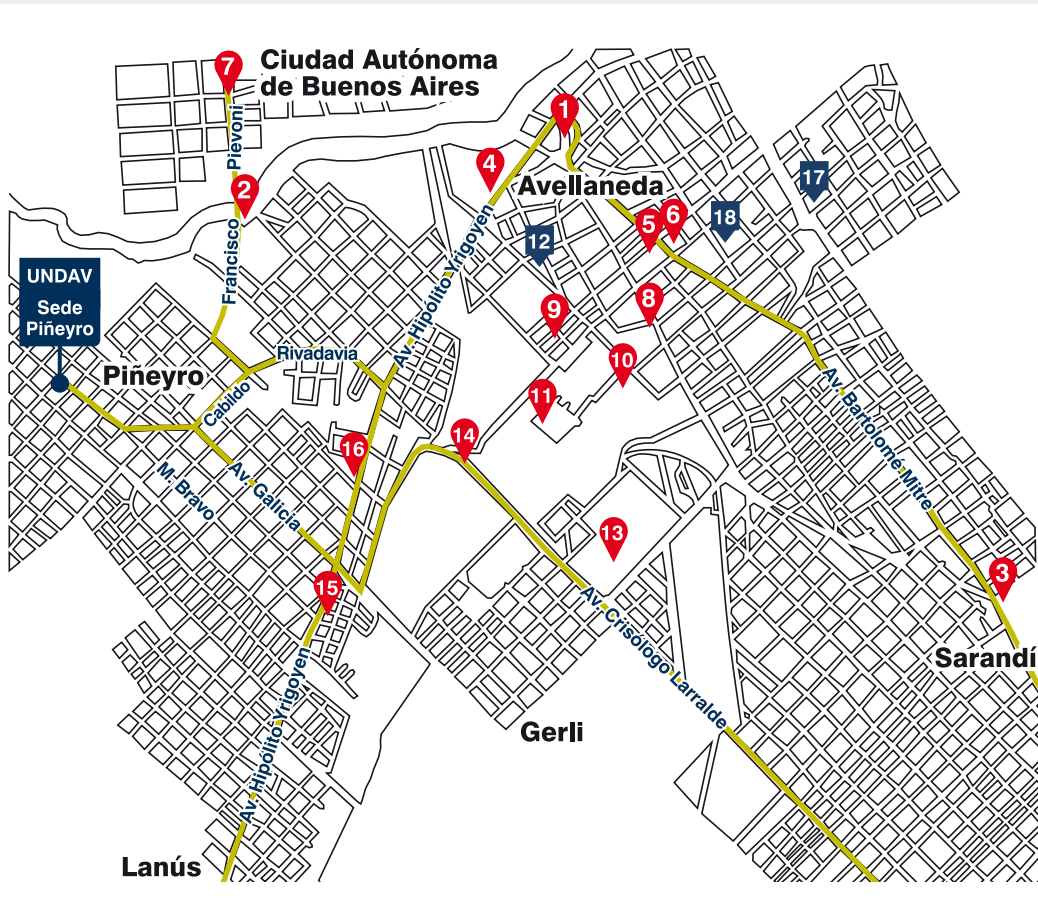 Ciudad Autónoma
de Buenos Aires
7
1
Francisco Pievoni
4
17
Avellaneda
2
5
6
18
12
UNDAV
Sede
Piñeyro
Av. Hipólito Yrigoyen
9
8
Rivadavia
10
Piñeyro
Cabildo
11
Av. Bartolomé Mitre
14
16
M. Bravo
Av. Galicia
13
3
15
Av. Crisólogo Larralde
Sarandí
Av. Hipólito Yrigoyen
Gerli
Lanús